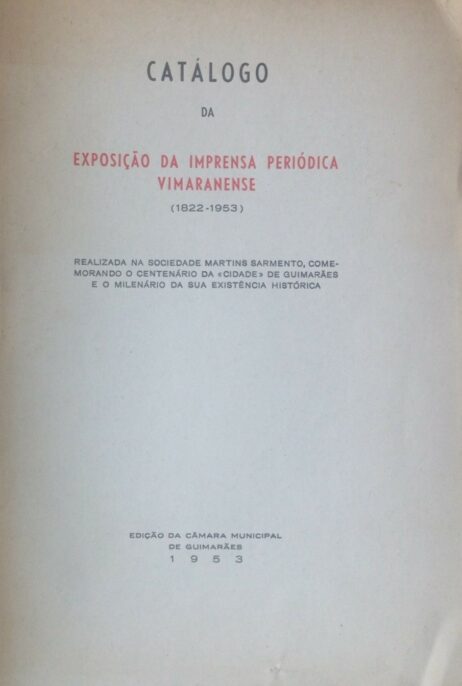 CATÁLOGO
DA
EXPOSIÇÃO DA IMPRENSA PERIÓDICA
VIMARANENSE
(1822-1953)
REALIZADA NA SOCIEDADE MARTINS SARMENTO, COME-
MORANDO O CENTENÁRIO DA «CIDADE» DE GUIMARÃES
E O MILENÁRIO DA SUA EXISTÊNCIA HISTÓRICA
EDIÇÃO DA CÂMARA MUNICIPAL
DE GUIMARÃES
1953